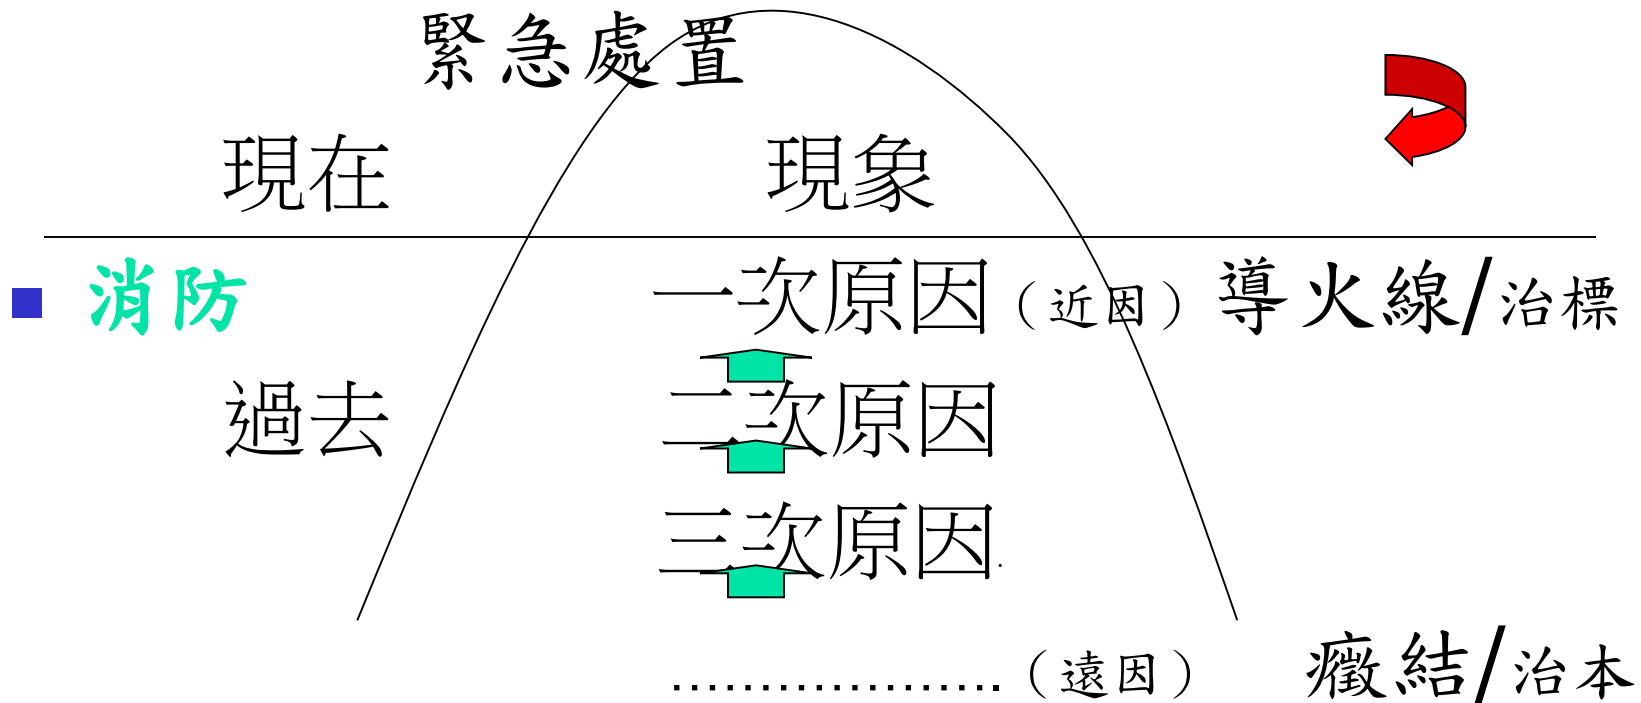 緊急處置
現在 現象
消防 一次原因（近因）導火線/治標
過去 二次原因
三次原因.
...................（遠因） 癥結/治本